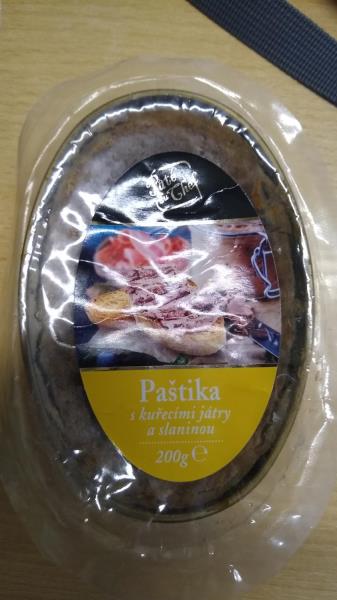 Paštika
s kuřecími játry
a slaninou
200g ℮